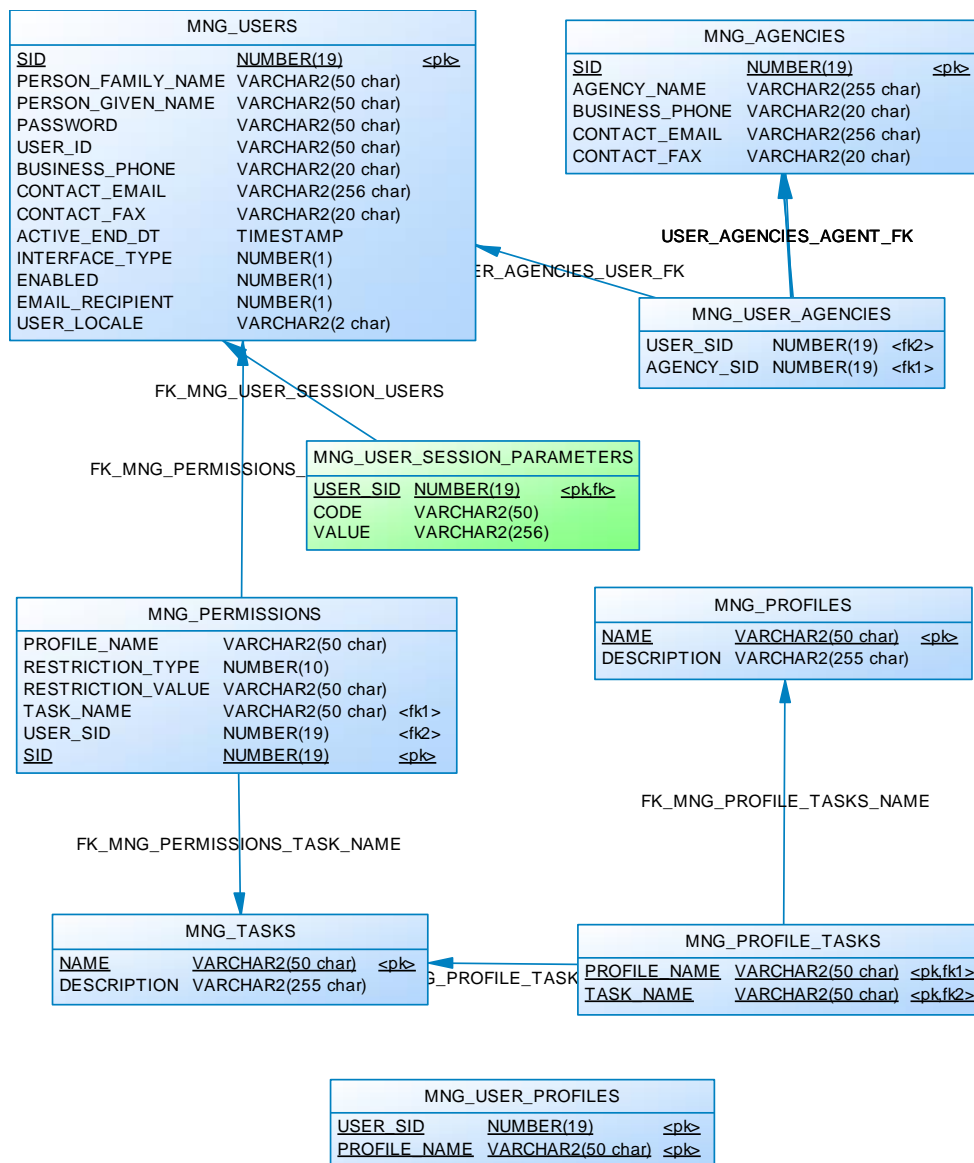 MNG_USERS
SID NUMBER(19) <pk>
PERSON_FAMILY_NAME VARCHAR2(50 char)
PERSON_GIVEN_NAME VARCHAR2(50 char)
PASSWORD VARCHAR2(50 char)
USER_ID VARCHAR2(50 char)
BUSINESS_PHONE VARCHAR2(20 char)
CONTACT_EMAIL VARCHAR2(256 char)
CONTACT_FAX VARCHAR2(20 char)
ACTIVE_END_DT TIMESTAMP
INTERFACE_TYPE NUMBER(1)
ENABLED NUMBER(1)
EMAIL_RECIPIENT NUMBER(1)
USER_LOCALE VARCHAR2(2 char)
MNG_AGENCIES
SID NUMBER(19) <pk>
AGENCY_NAME VARCHAR2(255 char)
BUSINESS_PHONE VARCHAR2(20 char)
CONTACT_EMAIL VARCHAR2(256 char)
CONTACT_FAX VARCHAR2(20 char)
USER_AGENCIES_AGENT_FK
ER_AGENCIES_USER_FK
MNG_USER_AGENCIES
USER_SID NUMBER(19) <fk2>
AGENCY_SID NUMBER(19) <fk1>
FK_MNG_USER_SESSION_USERS
FK_MNG_PERMISSIONS_
MNG_USER_SESSION_PARAMETERS
USER_SID NUMBER(19) <pk,fk>
CODE VARCHAR2(50)
VALUE VARCHAR2(256)
MNG_PERMISSIONS
PROFILE_NAME VARCHAR2(50 char)
RESTRICTION_TYPE NUMBER(10)
RESTRICTION_VALUE VARCHAR2(50 char)
TASK_NAME VARCHAR2(50 char) <fk1>
USER_SID NUMBER(19) <fk2>
SID NUMBER(19) <pk>
MNG_PROFILES
NAME VARCHAR2(50 char) <pk>
DESCRIPTION VARCHAR2(255 char)
FK_MNG_PROFILE_TASKS_NAME
FK_MNG_PERMISSIONS_TASK_NAME
MNG_TASKS
NAME VARCHAR2(50 char) <pk>
DESCRIPTION VARCHAR2(255 char)
G_PROFILE_TASK
MNG_PROFILE_TASKS
PROFILE_NAME VARCHAR2(50 char) <pk,fk1>
TASK_NAME VARCHAR2(50 char) <pk,fk2>
MNG_USER_PROFILES
USER_SID NUMBER(19) <pk>
PROFILE_NAME VARCHAR2(50 char) <pk>